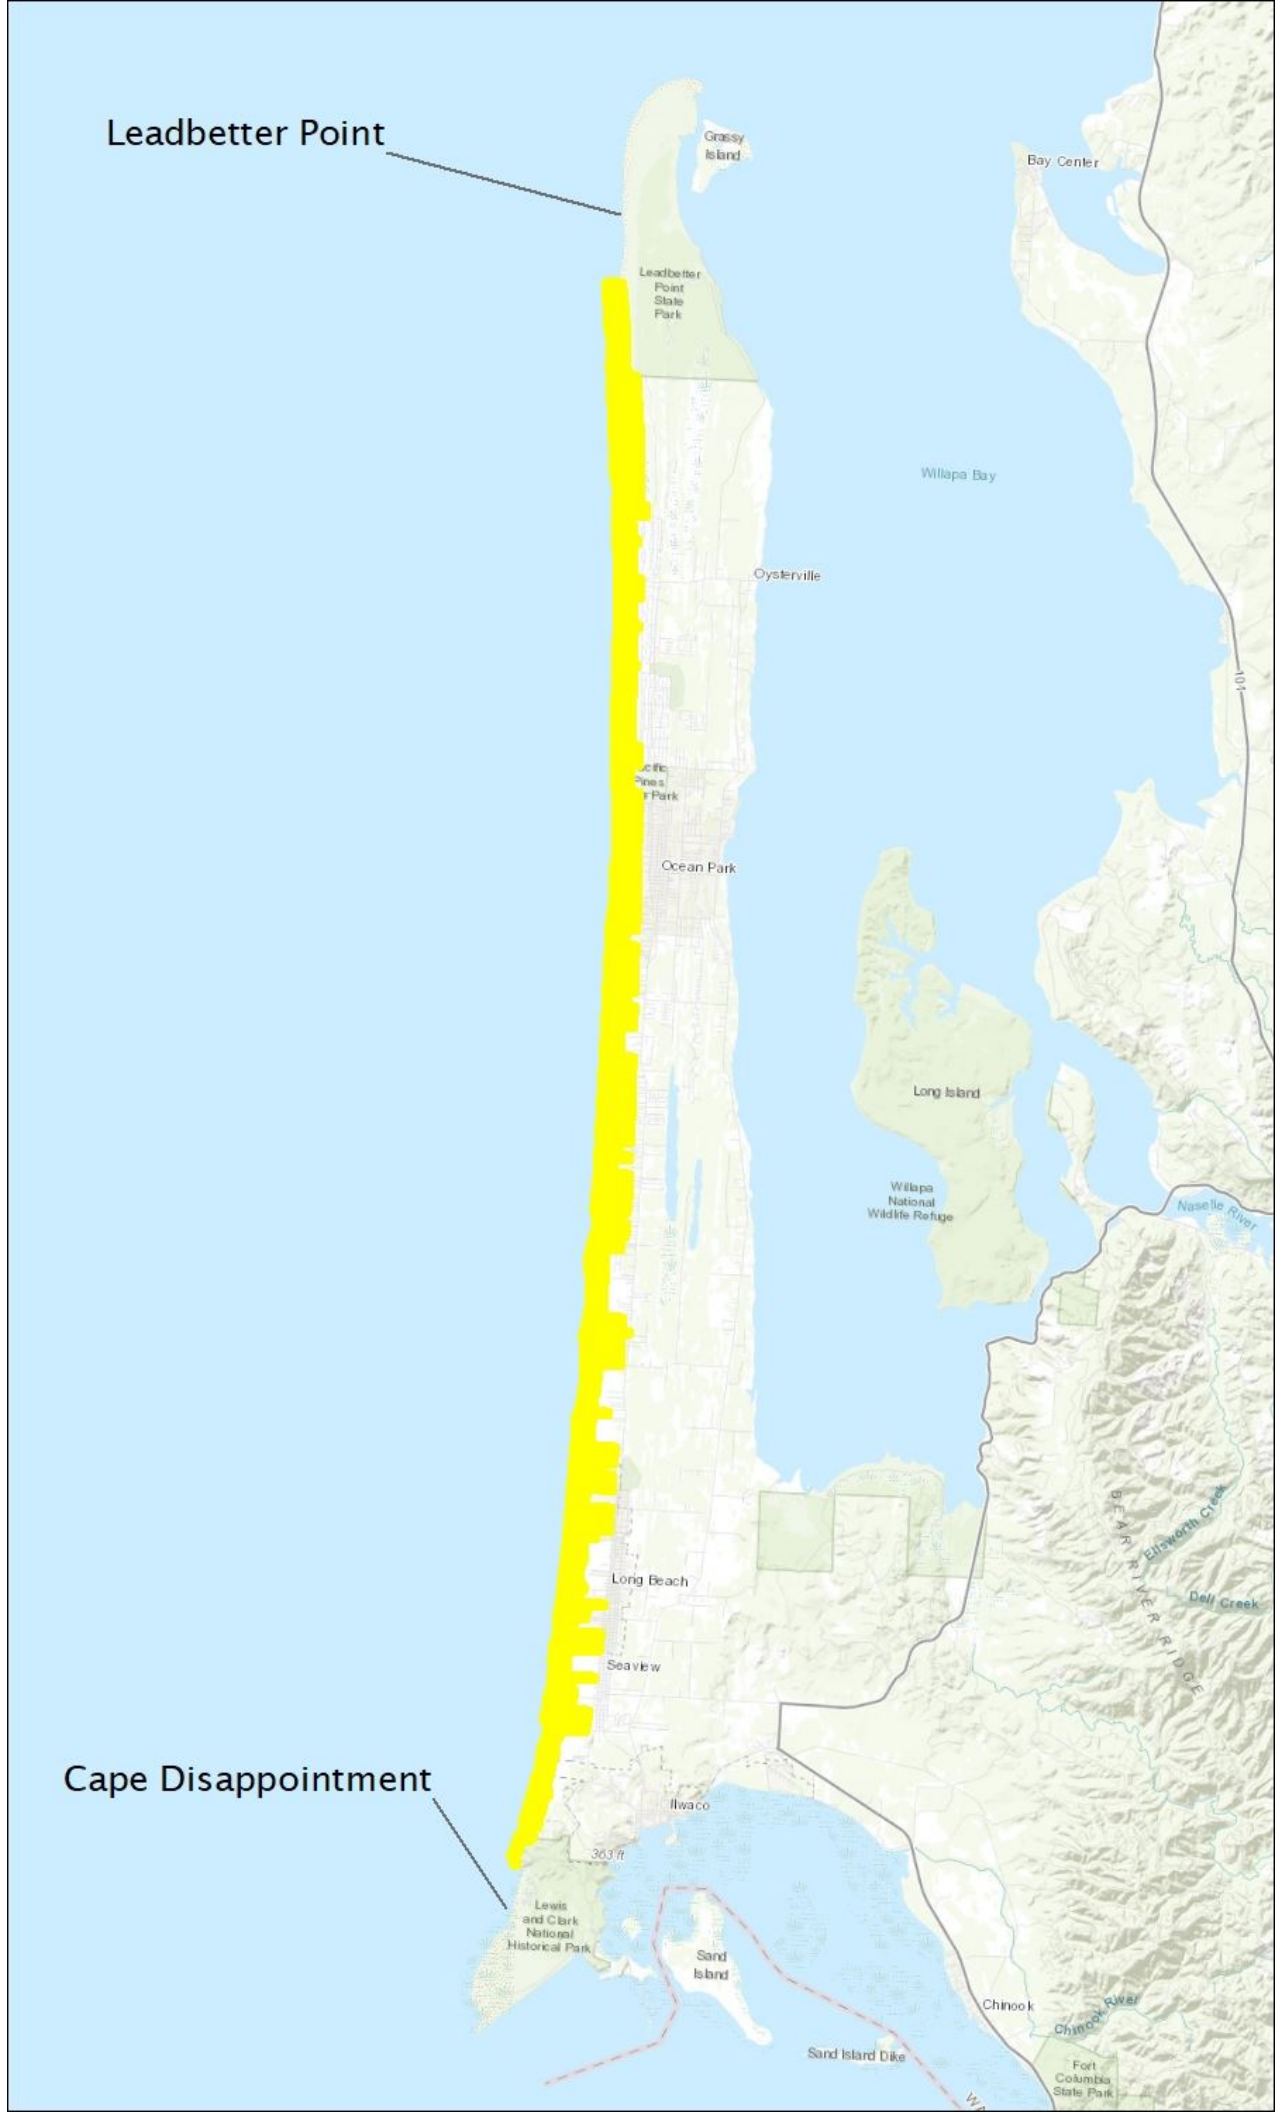 Leadbetter Point
Grassy
Island
Bay Center
Leadbetter
Point
State
Park
Willapa Bay
Oysterville
101
Pines
Park
Ocean Park
Long Island
Willapa
National
Wildlife Refuge
Naselle River
BEAR RIVER RIDGE
Ellsworth Creek
Dell Creek
Long Beach
Seaview
Cape Disappointment
Ilwaco
363 ft
Lewis
and Clark
National
Historical Park
Sand
Island
Chinook
Chinook River
Sand Island Dike
Fort
Columbia
State Park